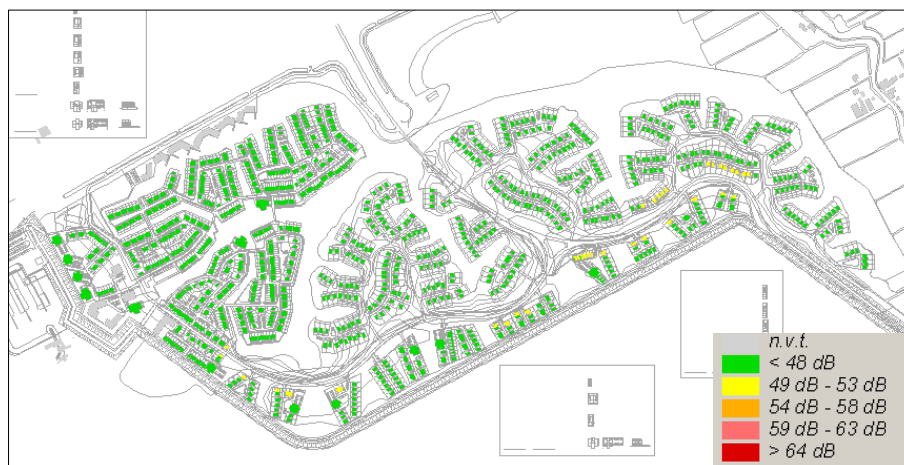 n.v.t.
< 48 dB
49 dB - 53 dB
54 dB - 58 dB
59 dB - 63 dB
> 64 dB